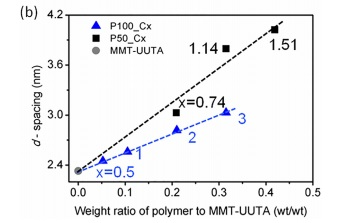 (b)
P100_Cx
P50_Cx
MMT-UUTA
4.2
3.6
3.0
2.4
d- spacing (nm)
1.14
1.51
x=0.74
x=0.5
1
2
3
0.0 0.1 0.2 0.3 0.4 0.5
Weight ratio of polymer to MMT-UUTA (wt/wt)